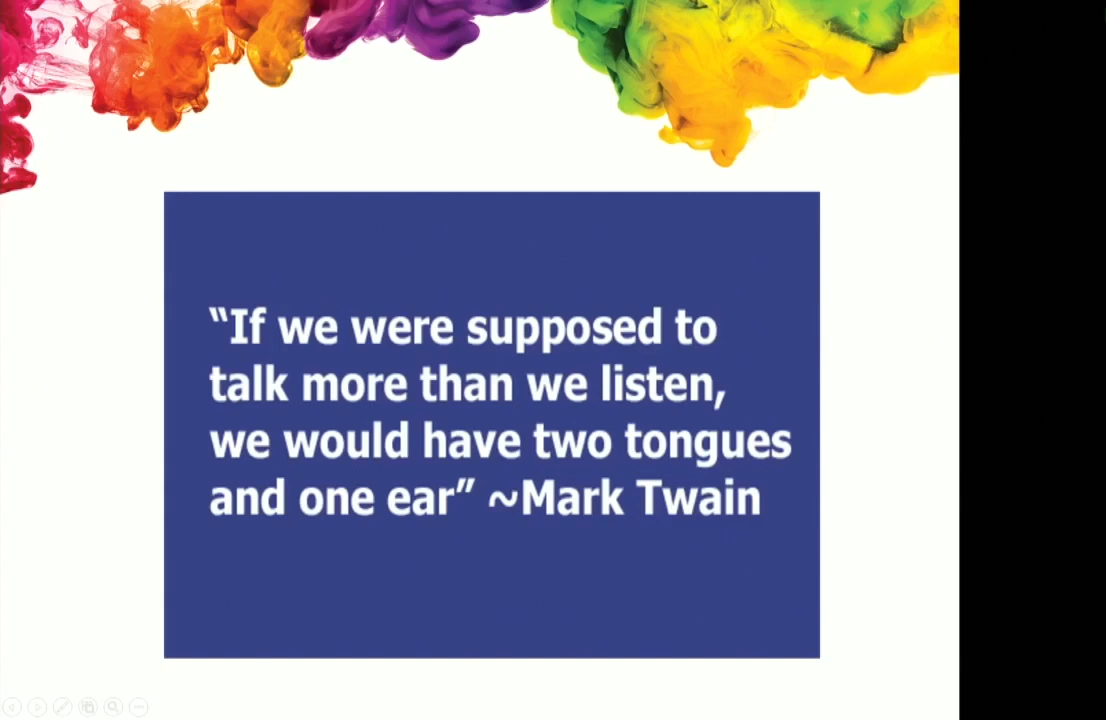 “If we were supposed to
talk more than we listen,
we would have two tongues
and one ear” ~Mark Twain